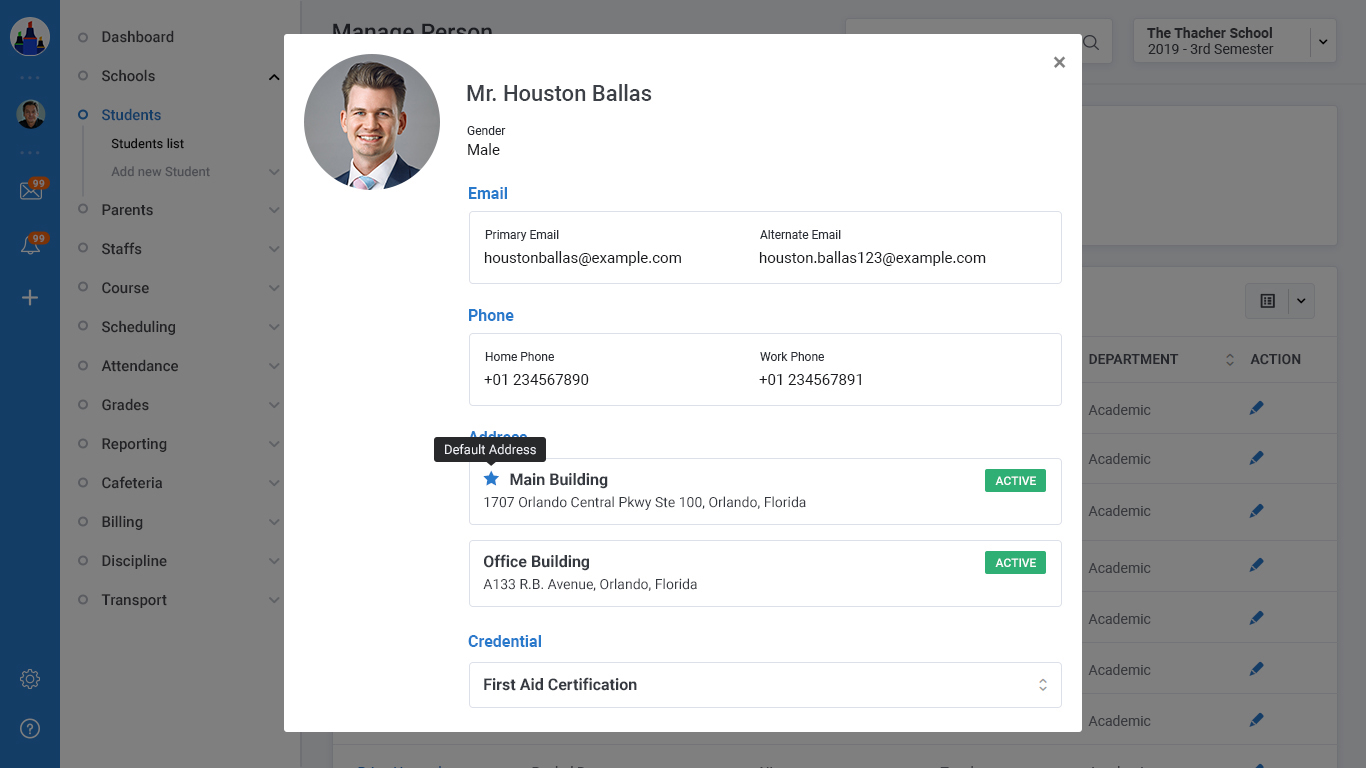 Manage Person
The Thacher School
2019 - 3rd Semester
99
99
Dashboard
Schools
Students
Students list
Add new Student
Parents
Staffs
Course
Scheduling
Attendance
Grades
Reporting
Cafeteria
Billing
Discipline
Transport
×
Mr. Houston Ballas
Gender
Male
Email
Primary Email
houstonballas@example.com
Alternate Email
houston.ballas123@example.com
Phone
Home Phone
+01 234567890
Work Phone
+01 234567891
Address
Default Address
Main Building
ACTIVE
1707 Orlando Central Pkwy Ste 100, Orlando, Florida
Office Building
ACTIVE
A133 R.B. Avenue, Orlando, Florida
Credential
First Aid Certification
DEPARTMENT
ACTION
Academic
Academic
Academic
Academic
Academic
Academic
Academic